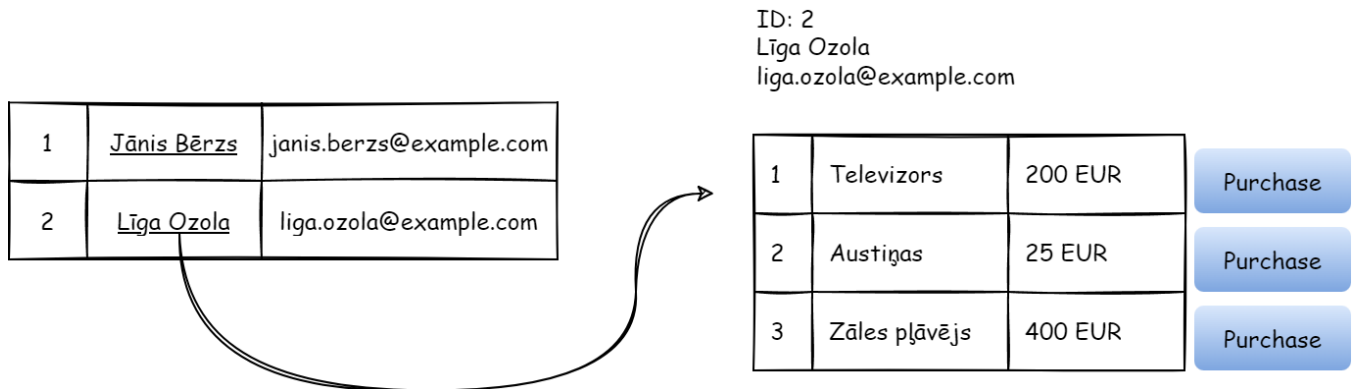 1 Jānis Bērzs janis.berzs@example.com
2 Līga Ozola liga.ozola@example.com
ID: 2
Līga Ozola
liga.ozola@example.com
1 Televizors 200 EUR Purchase
2 Austiņas 25 EUR Purchase
3 Zāles pļāvējs 400 EUR Purchase